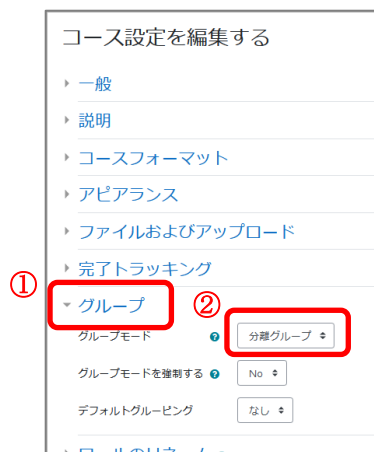 コース設定を編集する
一般
説明
コースフォーマット
アピアランス
ファイルおよびアップロード
完了トラッキング
① グループ ②
グループモード 分離グループ
グループモードを強制する No
デフォルトグルーピング なし